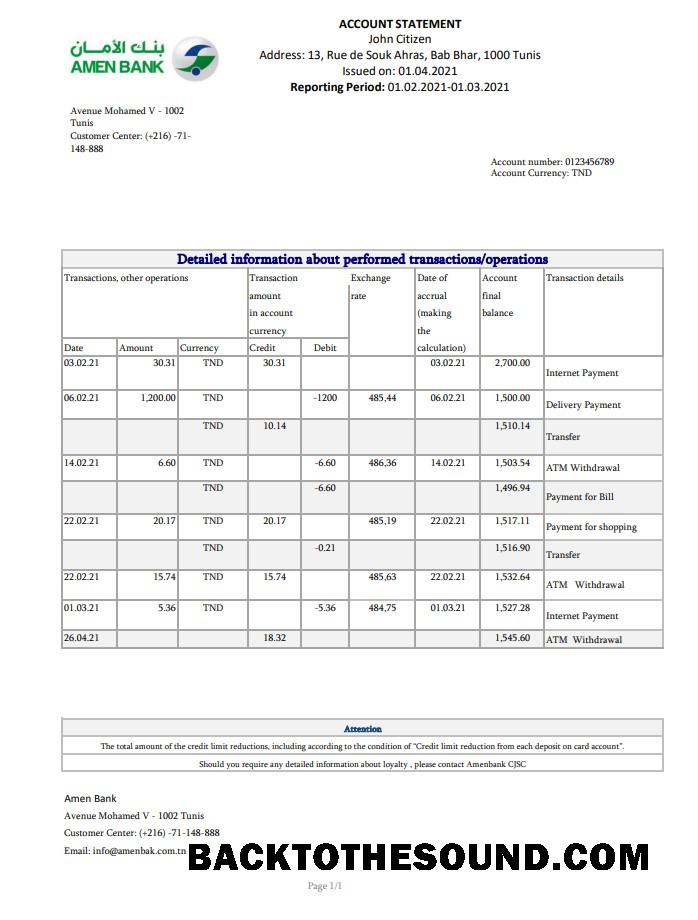 ACCOUNT STATEMENT
John Citizen
Address: 13, Rue de Souk Ahras, Bab Bhar, 1000 Tunis
Issued on: 01.04.2021
Reporting Period: 01.02.2021-01.03.2021
بنك الأمان
AMEN BANK
Avenue Mohamed V - 1002
Tunis
Customer Center: (+216) -71-
148-888
Account number: 0123456789
Account Currency: TND
Detailed information about performed transactions/operations
Transactions, other operations Transaction amount in account currency Exchange rate Date of accrual (making the calculation) Account final balance Transaction details
Date Amount Currency Credit Debit
03.02.21 30.31 TND 30.31 03.02.21 2,700.00 Internet Payment
06.02.21 1,200.00 TND -1200 485,44 06.02.21 1,500.00 Delivery Payment
TND 10.14 1,510.14 Transfer
14.02.21 6.60 TND -6.60 486,36 14.02.21 1,503.54 ATM Withdrawal
TND -6.60 1,496.94 Payment for Bill
22.02.21 20.17 TND 20.17 485,19 22.02.21 1,517.11 Payment for shopping
TND -0.21 1,516.90 Transfer
22.02.21 15.74 TND 15.74 485,63 22.02.21 1,532.64 ATM Withdrawal
01.03.21 5.36 TND -5.36 484,75 01.03.21 1,527.28 Internet Payment
26.04.21 18.32 1,545.60 ATM Withdrawal
Attention
The total amount of the credit limit reductions, including according to the condition of “Credit limit reduction from each deposit on card account”.
Should you require any detailed information about loyalty , please contact Amenbank CJSC
Amen Bank
Avenue Mohamed V - 1002 Tunis
Customer Center: (+216) -71-148-888
Email: info@amenbak.com.tn
BACKTOTHESOUND.COM
Page 1/1